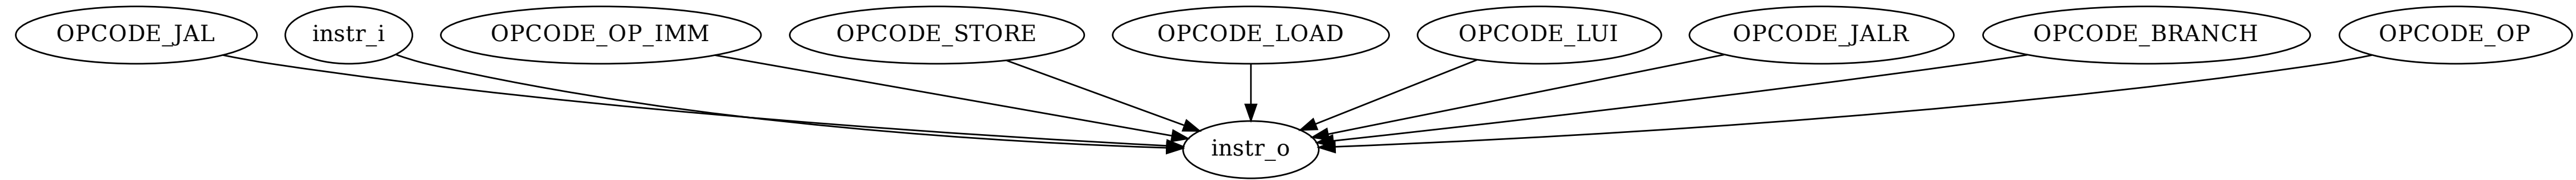 OPCODE_JAL
instr_i
OPCODE_OP_IMM
OPCODE_STORE
OPCODE_LOAD
OPCODE_LUI
OPCODE_JALR
OPCODE_BRANCH
OPCODE_OP
instr_o